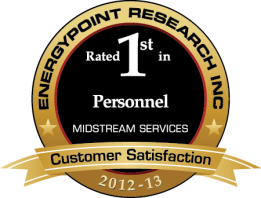 ENERGYPOINT RESEARCH INC
Rated 1st in
Personnel
MIDSTREAM SERVICES
Customer Satisfaction
2012-13